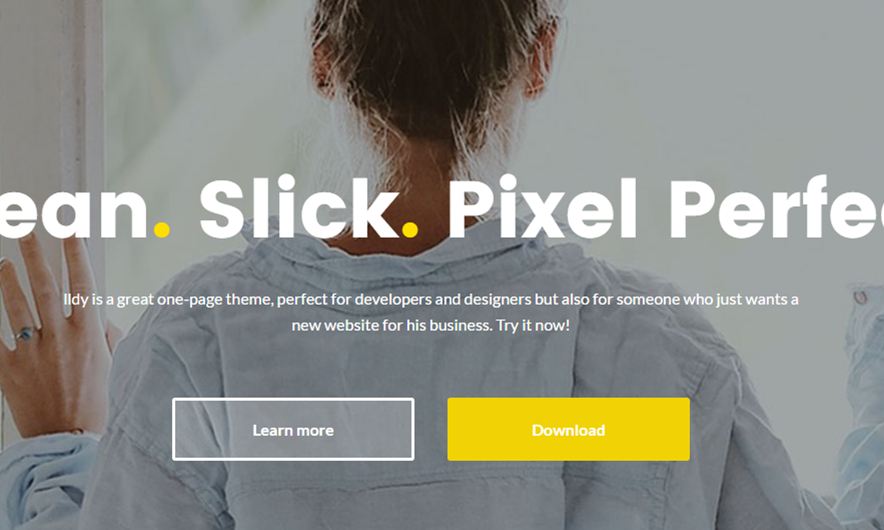 ean. Slick. Pixel Perfe
Illdy is a great one-page theme, perfect for developers and designers but also for someone who just wants a
new website for his business. Try it now!
Learn more
Download